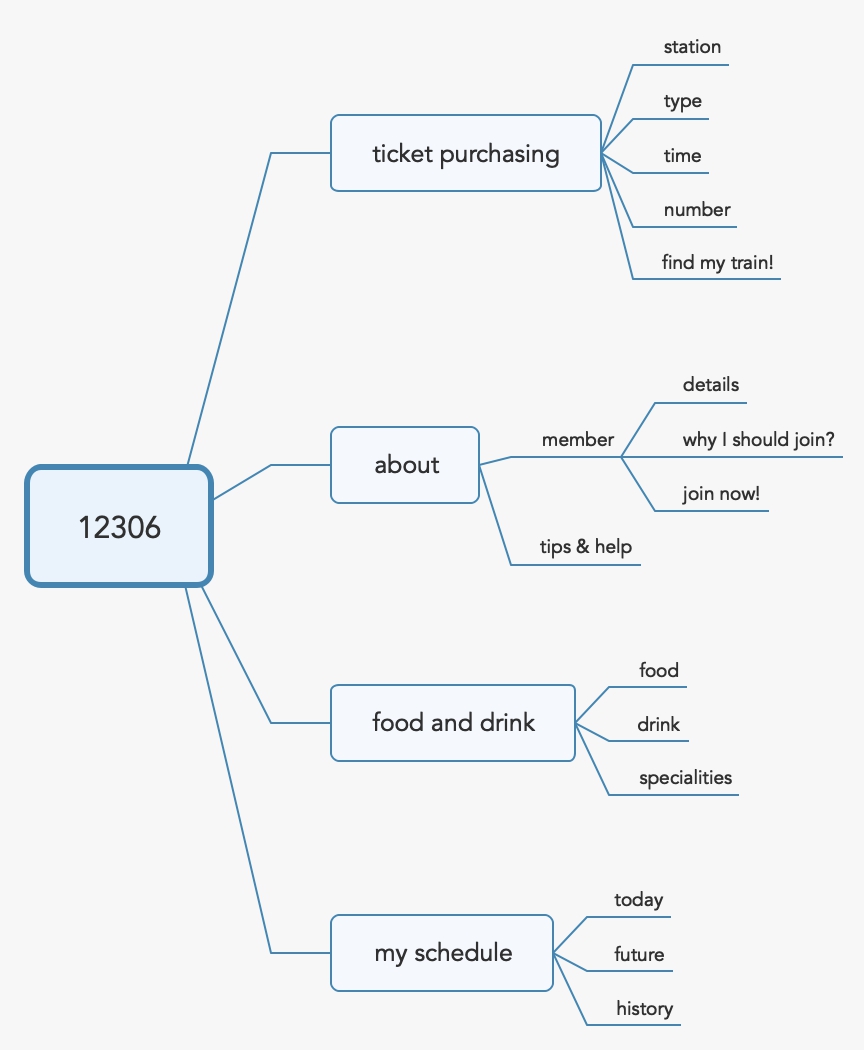 12306
ticket purchasing
station
type
time
number
find my train!
about
member
details
why I should join?
join now!
tips & help
food and drink
food
drink
specialities
my schedule
today
future
history